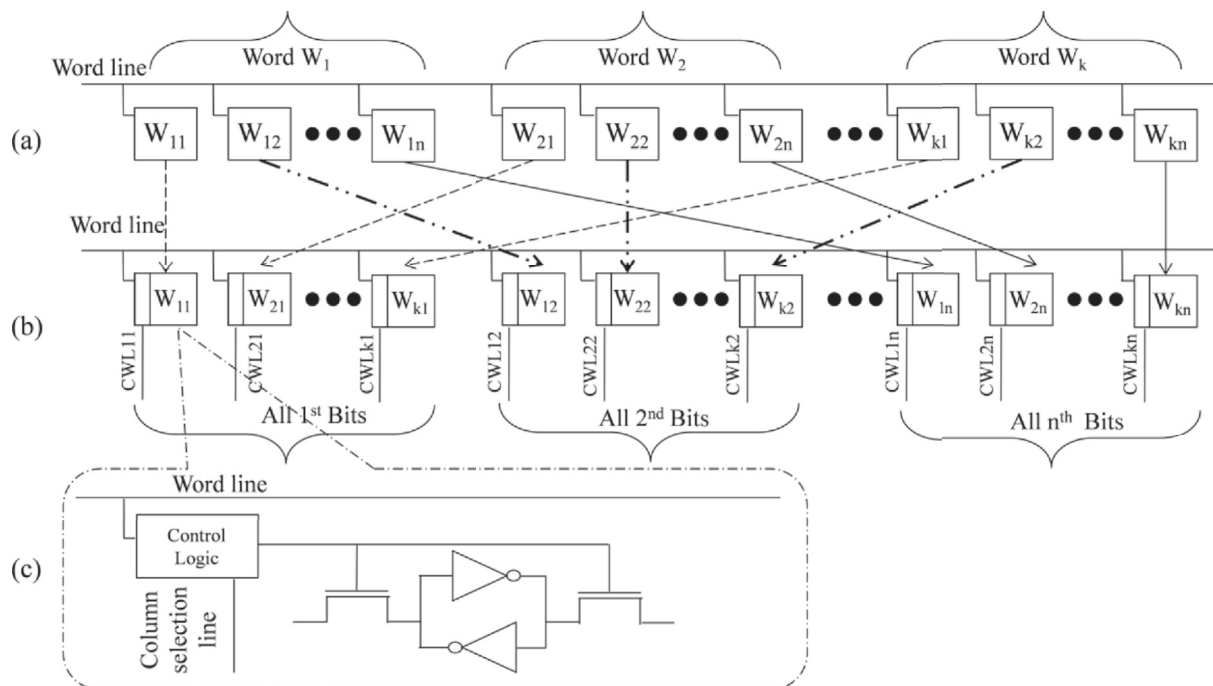 Word W1 Word W2 Word Wk
Word line
(a) W11 W12 W1n W21 W22 W2n Wk1 Wk2 Wkn
Word line
(b) W11 W21 Wk1 W12 W22 Wk2 W1n W2n Wkn
CWL11 CWL21 CWLk1 CWL12 CWL22 CWLk2 CWL1n CWL2n CWLkn
All 1st Bits All 2nd Bits All nth Bits
Word line
(c) Control
Logic
Column
selection
line